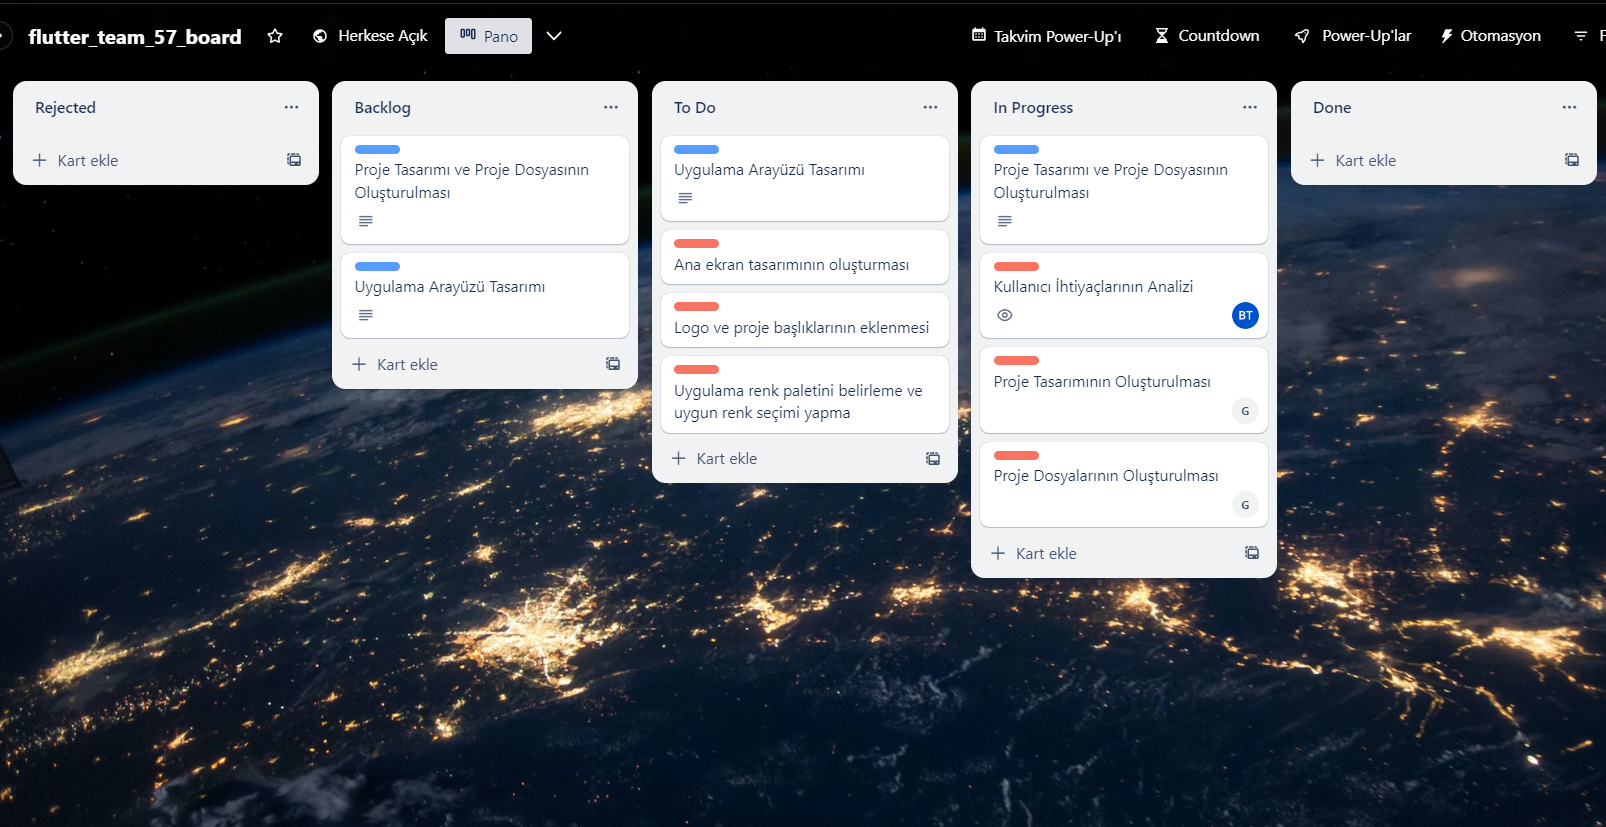 flutter_team_57_board
Herkese Açık
Pano
Takvim Power-Up'ı
Countdown
Power-Up'lar
Otomasyon
F
Rejected
Kart ekle
Backlog
Proje Tasarımı ve Proje Dosyasının
Oluşturulması
Uygulama Arayüzü Tasarımı
Kart ekle
To Do
Uygulama Arayüzü Tasarımı
Ana ekran tasarımının oluşturması
Logo ve proje başlıklarının eklenmesi
Uygulama renk paletini belirleme ve
uygun renk seçimi yapma
Kart ekle
In Progress
Proje Tasarımı ve Proje Dosyasının
Oluşturulması
Kullanıcı İhtiyaçlarının Analizi
BT
Proje Tasarımının Oluşturulması
G
Proje Dosyalarının Oluşturulması
G
Kart ekle
Done
Kart ekle